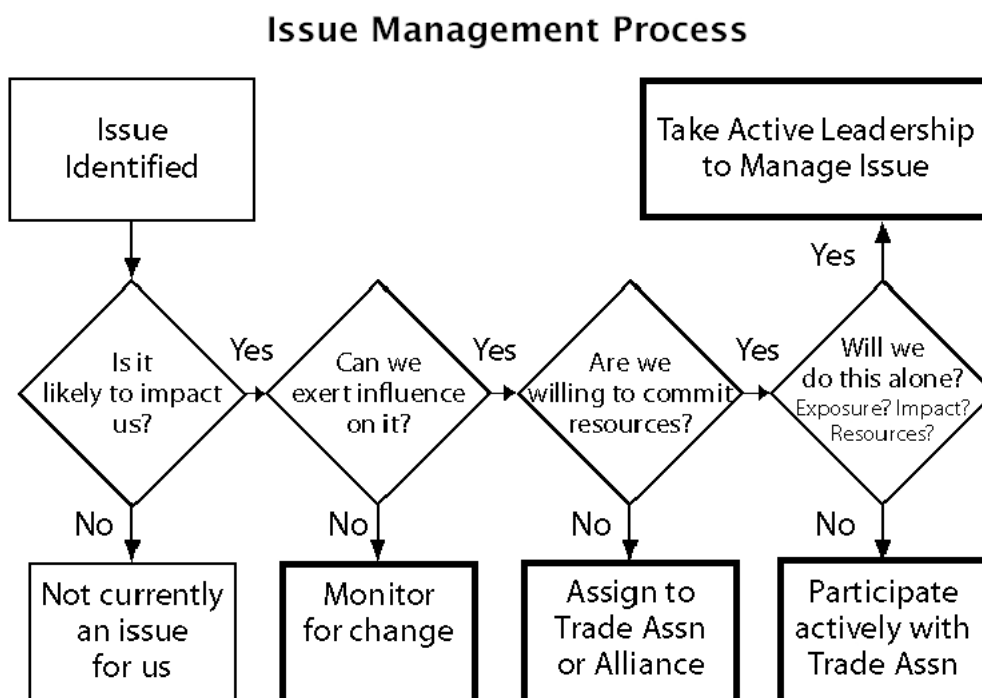 Issue Management Process
Issue
Identified
Take Active Leadership
to Manage Issue
Yes
Is it
likely to impact
us?
Yes
Can we
exert influence
on it?
Yes
Are we
willing to commit
resources?
Yes
Will we
do this alone?
Exposure? Impact?
Resources?
No
No
No
No
Not currently
an issue
for us
Monitor
for change
Assign to
Trade Assn
or Alliance
Participate
actively with
Trade Assn